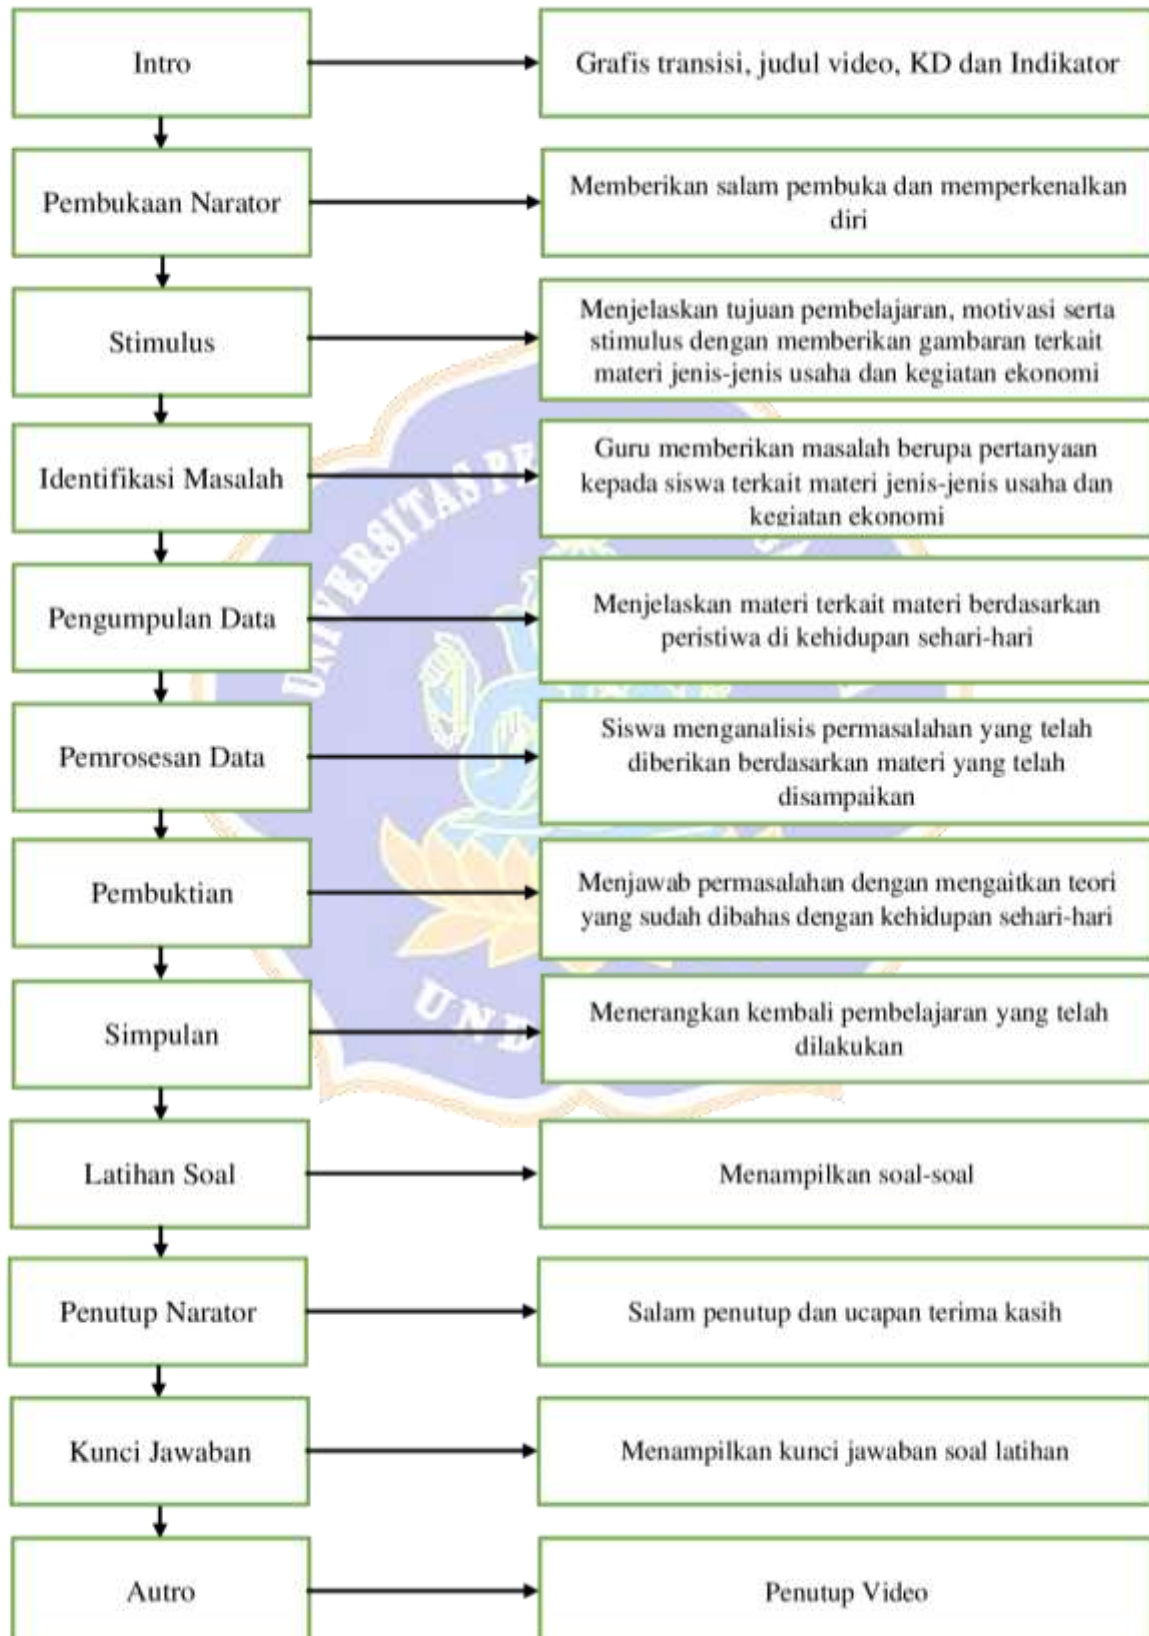 Intro
Grafis transisi, judul video, KD dan Indikator
Pembukaan Narator
Memberikan salam pembuka dan memperkenalkan
diri
Stimulus
Menjelaskan tujuan pembelajaran, motivasi serta
stimulus dengan memberikan gambaran terkait
materi jenis-jenis usaha dan kegiatan ekonomi
Identifikasi Masalah
Guru memberikan masalah berupa pertanyaan
kepada siswa terkait materi jenis-jenis usaha dan
kegiatan ekonomi
UNIVERSITAS
Pengumpulan Data
Menjelaskan materi terkait materi berdasarkan
peristiwa di kehidupan sehari-hari
Pemrosesan Data
Siswa menganalisis permasalahan yang telah
diberikan berdasarkan materi yang telah
disampaikan
Pembuktian
Menjawab permasalahan dengan mengaitkan teori
yang sudah dibahas dengan kehidupan sehari-hari
Simpulan
Menerangkan kembali pembelajaran yang telah
dilakukan
Latihan Soal
Menampilkan soal-soal
Penutup Narator
Salam penutup dan ucapan terima kasih
Kunci Jawaban
Menampilkan kunci jawaban soal latihan
Autro
Penutup Video